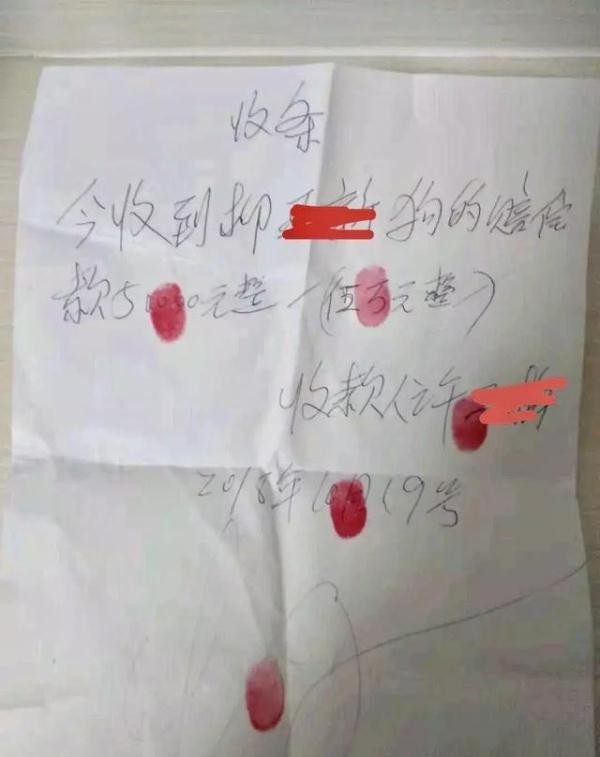 收条
今收到柳 狗的赔偿
款50000元整(伍万元整)
收款人许
2018年10月19号